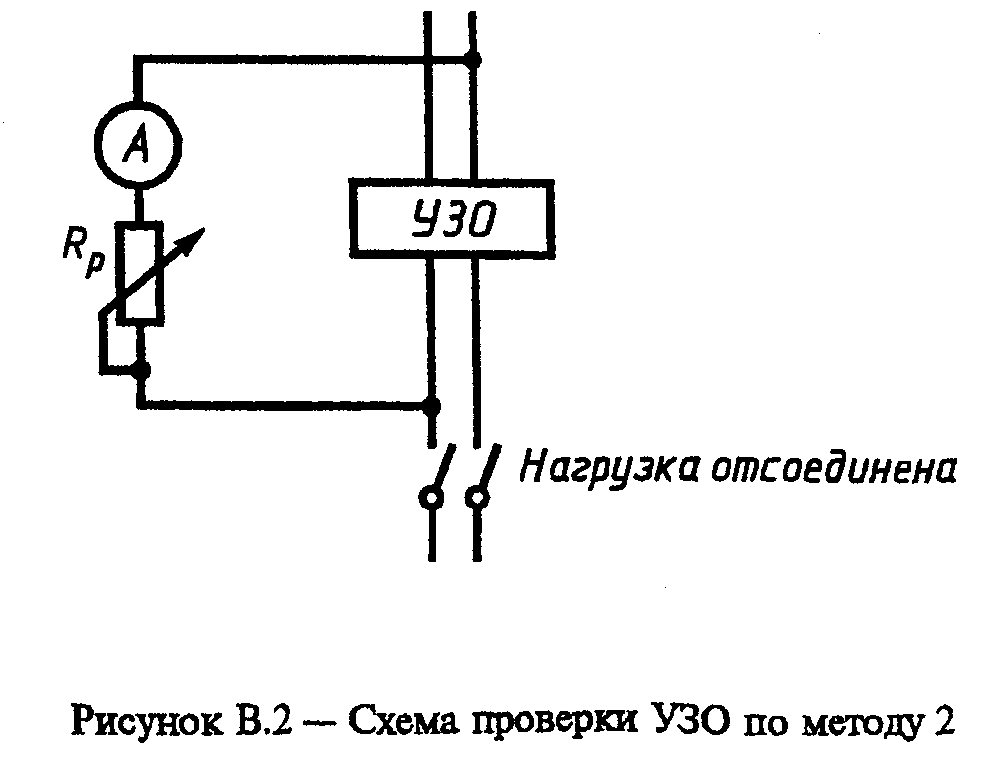 A
УЗО
Rр
Нагрузка отсоединена
Рисунок В.2 — Схема проверки УЗО по методу 2